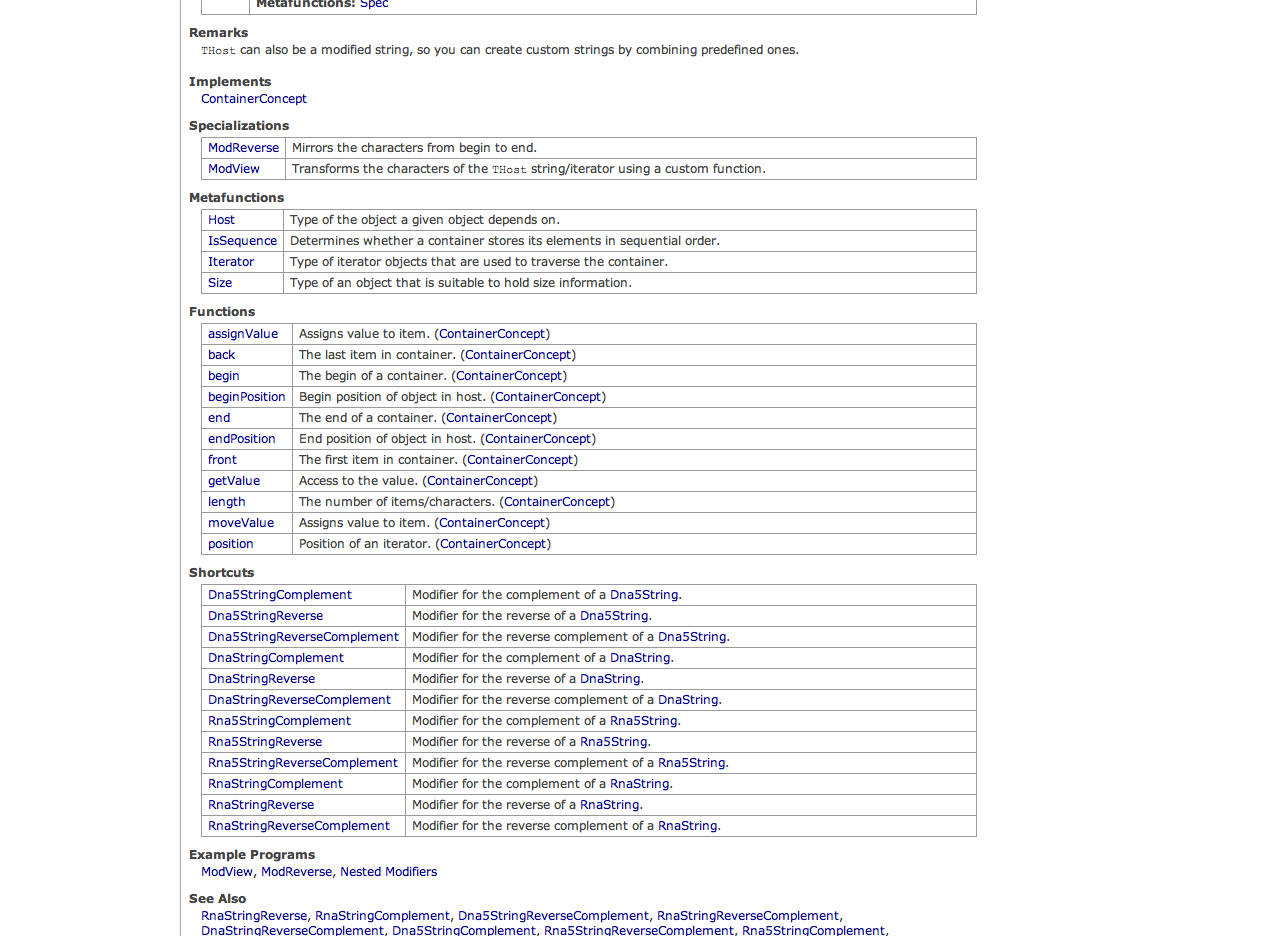 Metafunctions: Spec
Remarks
THost can also be a modified string, so you can create custom strings by combining predefined ones.
Implements
ContainerConcept
Specializations
ModReverse Mirrors the characters from begin to end.
ModView Transforms the characters of the THost string/iterator using a custom function.
Metafunctions
Host Type of the object a given object depends on.
IsSequence Determines whether a container stores its elements in sequential order.
Iterator Type of iterator objects that are used to traverse the container.
Size Type of an object that is suitable to hold size information.
Functions
assignValue Assigns value to item. (ContainerConcept)
back The last item in container. (ContainerConcept)
begin The begin of a container. (ContainerConcept)
beginPosition Begin position of object in host. (ContainerConcept)
end The end of a container. (ContainerConcept)
endPosition End position of object in host. (ContainerConcept)
front The first item in container. (ContainerConcept)
getValue Access to the value. (ContainerConcept)
length The number of items/characters. (ContainerConcept)
moveValue Assigns value to item. (ContainerConcept)
position Position of an iterator. (ContainerConcept)
Shortcuts
Dna5StringComplement Modifier for the complement of a Dna5String.
Dna5StringReverse Modifier for the reverse of a Dna5String.
Dna5StringReverseComplement Modifier for the reverse complement of a Dna5String.
DnaStringComplement Modifier for the complement of a DnaString.
DnaStringReverse Modifier for the reverse of a DnaString.
DnaStringReverseComplement Modifier for the reverse complement of a DnaString.
Rna5StringComplement Modifier for the complement of a Rna5String.
Rna5StringReverse Modifier for the reverse of a Rna5String.
Rna5StringReverseComplement Modifier for the reverse complement of a Rna5String.
RnaStringComplement Modifier for the complement of a RnaString.
RnaStringReverse Modifier for the reverse of a RnaString.
RnaStringReverseComplement Modifier for the reverse complement of a RnaString.
Example Programs
ModView, ModReverse, Nested Modifiers
See Also
RnaStringReverse, RnaStringComplement, Dna5StringReverseComplement, RnaStringReverseComplement,
DnaStringReverseComplement, Dna5StringComplement, Rna5StringReverseComplement, Rna5StringComplement,